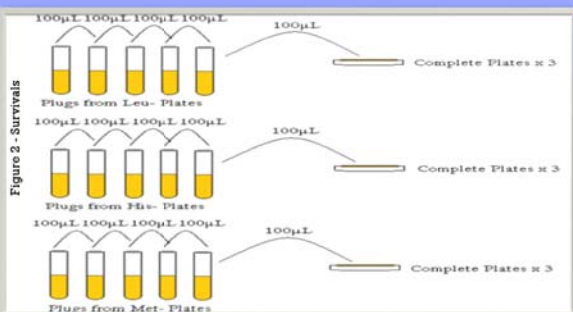 Figure 2 - Survivals
100µL 100µL 100µL 100µL
100µL
Complete Plates x 3
Plugs from Leu- Plates
100µL 100µL 100µL 100µL
100µL
Complete Plates x 3
Plugs from His- Plates
100µL 100µL 100µL 100µL
100µL
Complete Plates x 3
Plugs from Met- Plates